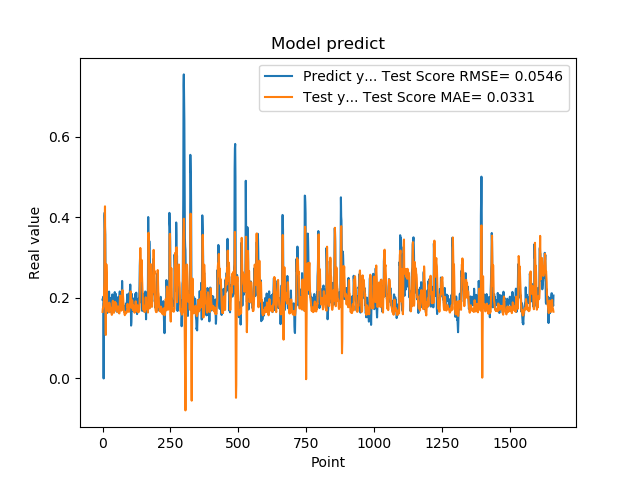 Model predict
Predict y... Test Score RMSE= 0.0546
Test y... Test Score MAE= 0.0331
Real value
0.6
0.4
0.2
0.0
0 250 500 750 1000 1250 1500
Point